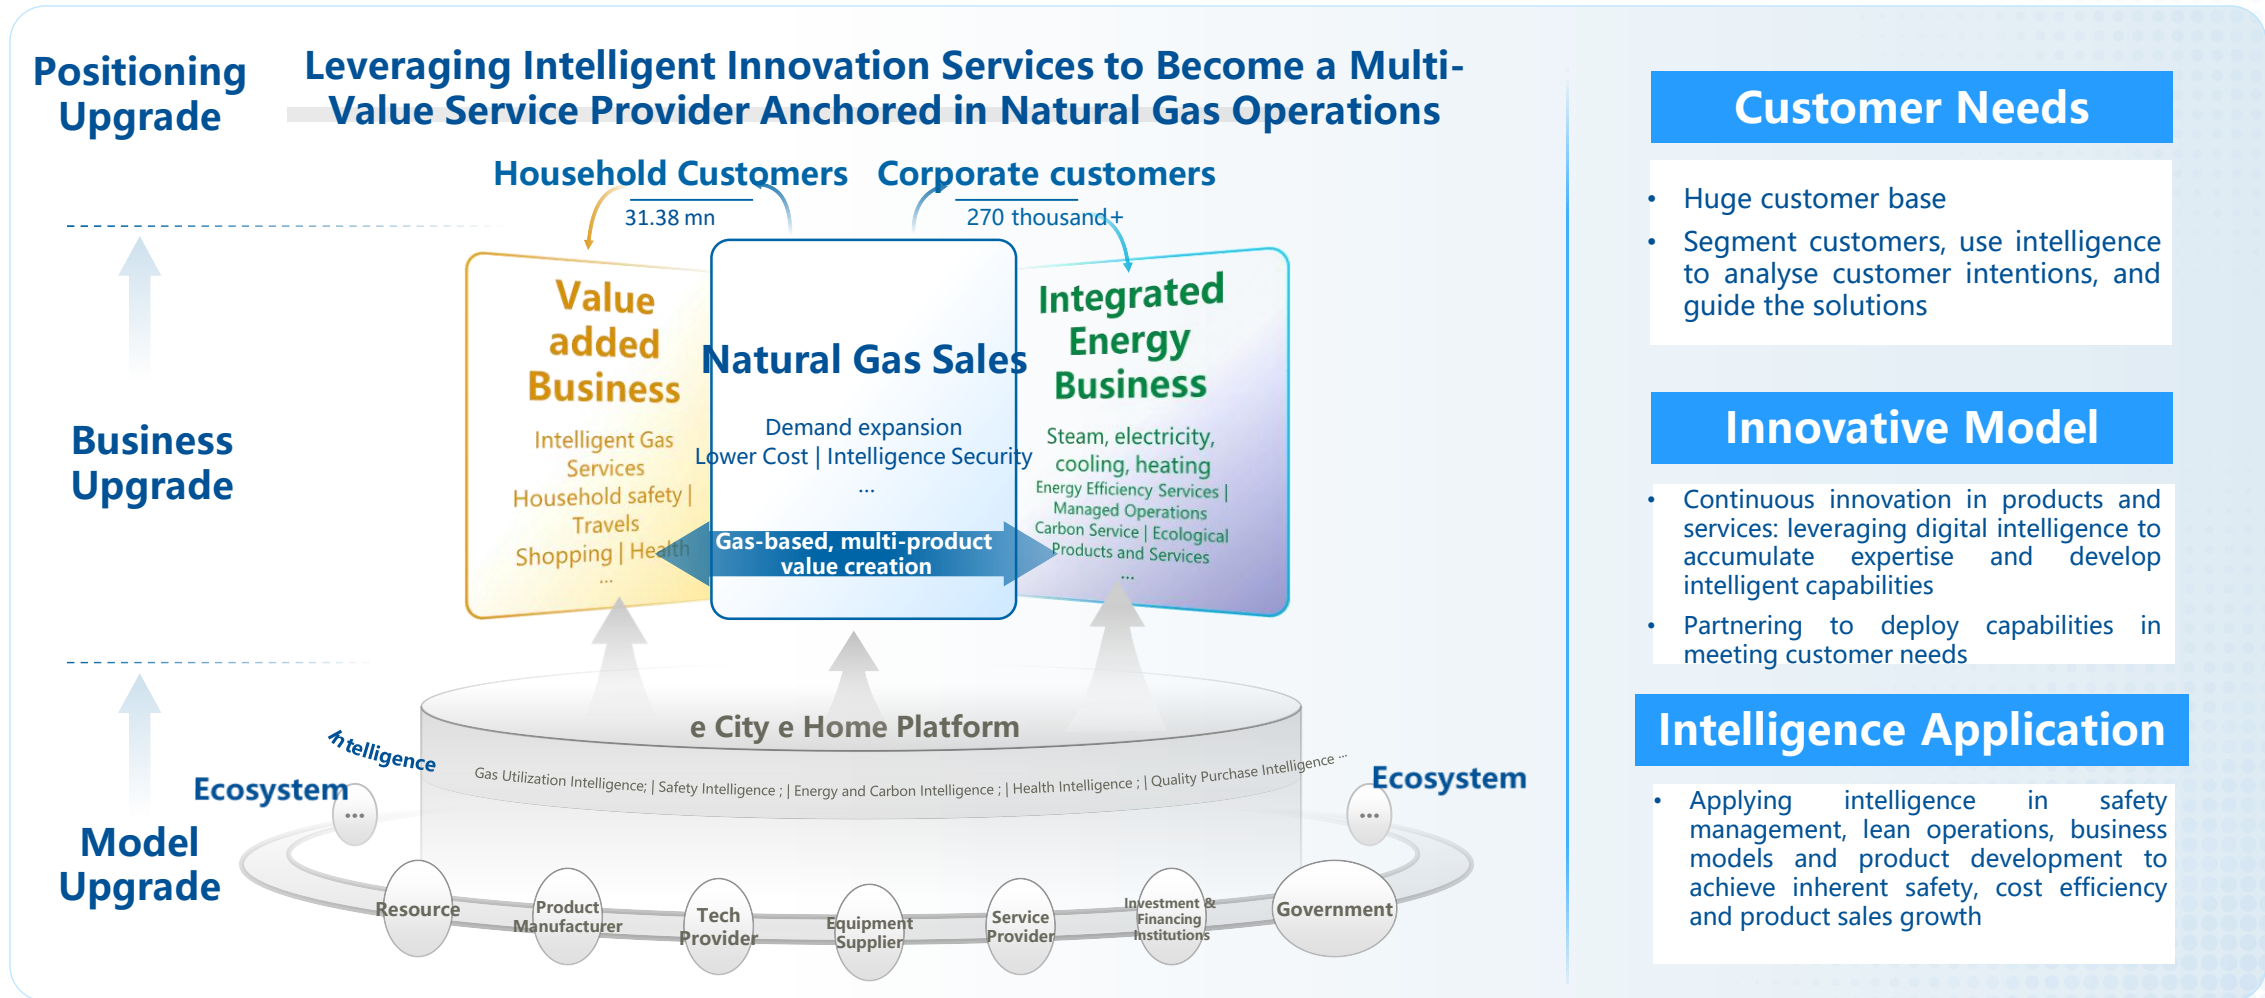 Positioning
Upgrade
Leveraging Intelligent Innovation Services to Become a Multi-
Value Service Provider Anchored in Natural Gas Operations
Household Customers
31.38 mn
Corporate customers
270 thousand+
Business
Upgrade
Value
added
Business
Intelligent Gas
Services
Household safety |
Travels
Shopping | Health
...
Natural Gas Sales
Demand expansion
Lower Cost | Intelligence Security
...
Gas-based, multi-product
value creation
Integrated
Energy
Business
Steam, electricity,
cooling, heating
Energy Efficiency Services |
Managed Operations
Carbon Service | Ecological
Products and Services
...
Model
Upgrade
e City e Home Platform
Intelligence
Gas Utilization Intelligence; | Safety Intelligence ; | Energy and Carbon Intelligence ; | Health Intelligence ; | Quality Purchase Intelligence ...
Ecosystem
...
Ecosystem
...
Resource
Product
Manufacturer
Tech
Provider
Equipment
Supplier
Service
Provider
Investment &
Financing
Institutions
Government
Customer Needs
• Huge customer base
• Segment customers, use intelligence
to analyse customer intentions, and
guide the solutions
Innovative Model
• Continuous innovation in products and
services: leveraging digital intelligence to
accumulate expertise and develop
intelligent capabilities
• Partnering to deploy capabilities in
meeting customer needs
Intelligence Application
• Applying intelligence in safety
management, lean operations, business
models and product development to
achieve inherent safety, cost efficiency
and product sales growth